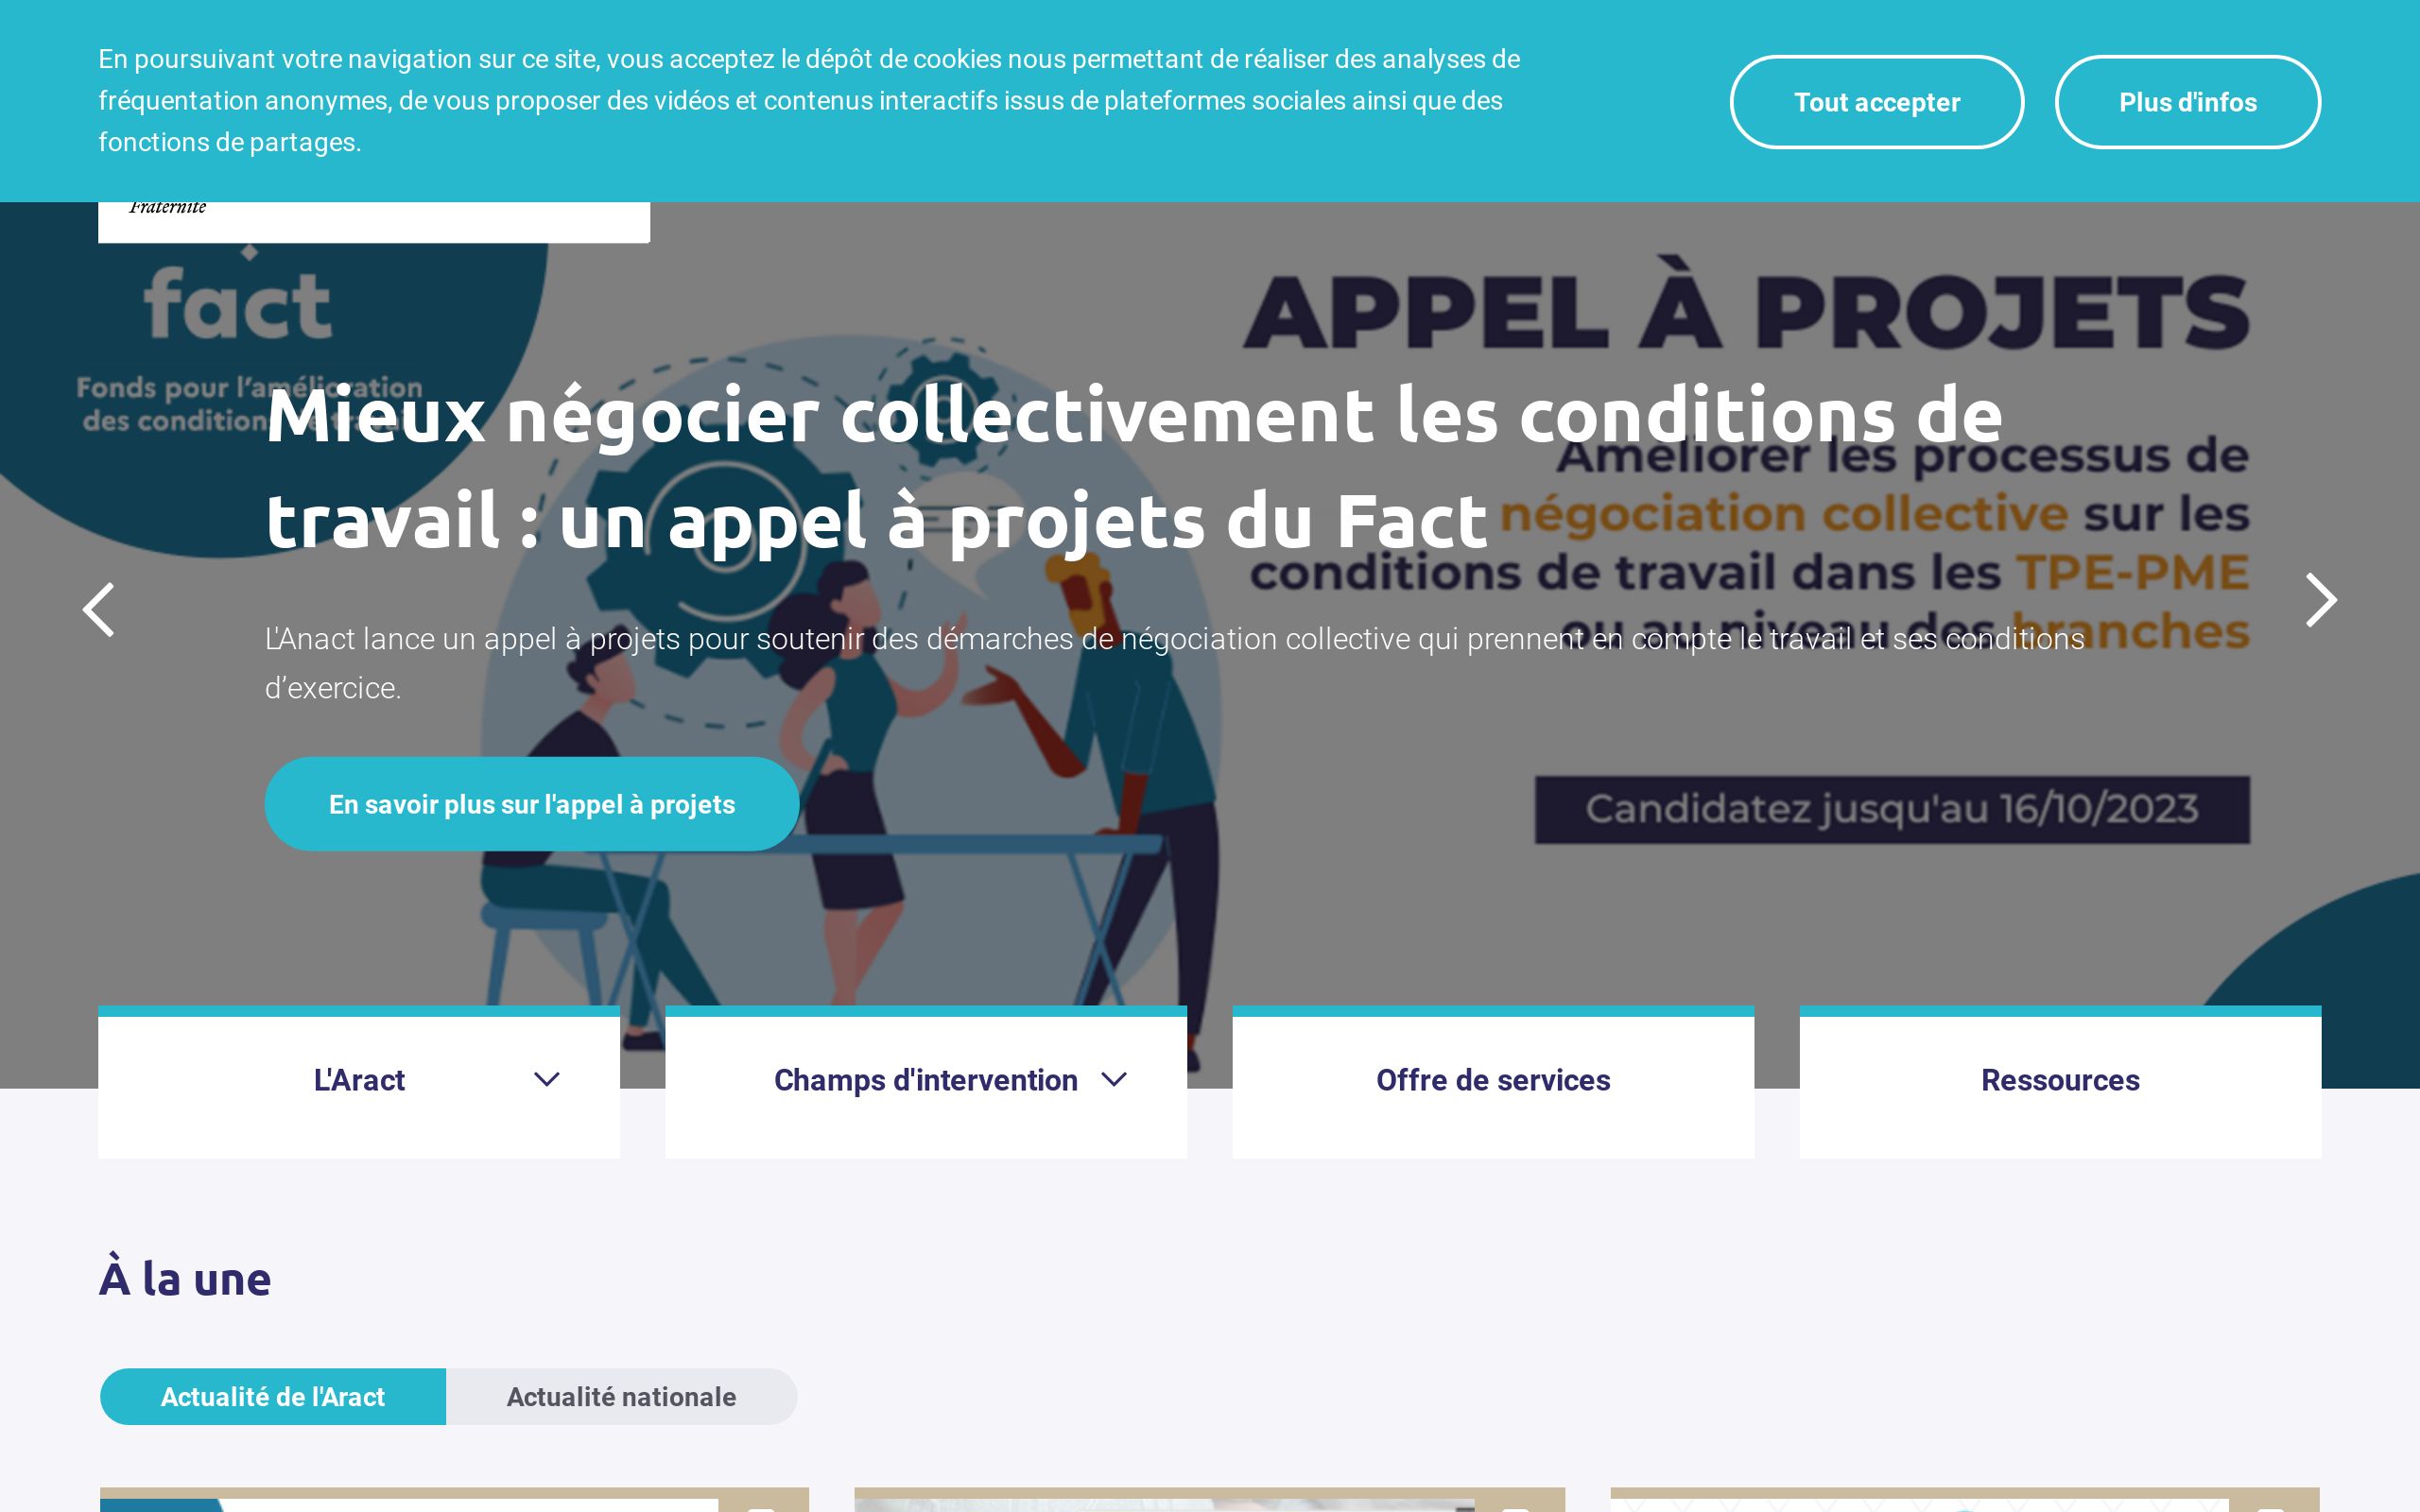 En poursuivant votre navigation sur ce site, vous acceptez le dépôt de cookies nous permettant de réaliser des analyses de
fréquentation anonymes, de vous proposer des vidéos et contenus interactifs issus de plateformes sociales ainsi que des
fonctions de partages.
Tout accepter
Plus d'infos
Fraternité
fact
Fonds pour l'amélioration
des conditions de travail
APPEL À PROJETS
Améliorer les processus de
négociation collective sur les
conditions de travail dans les TPE-PME
ou au niveau des branches
Candidatez jusqu'au 16/10/2023
Mieux négocier collectivement les conditions de
travail : un appel à projets du Fact
L'Anact lance un appel à projets pour soutenir des démarches de négociation collective qui prennent en compte le travail et ses conditions
d’exercice.
En savoir plus sur l'appel à projets
L'Aract
Champs d'intervention
Offre de services
Ressources
À la une
Actualité de l'Aract
Actualité nationale